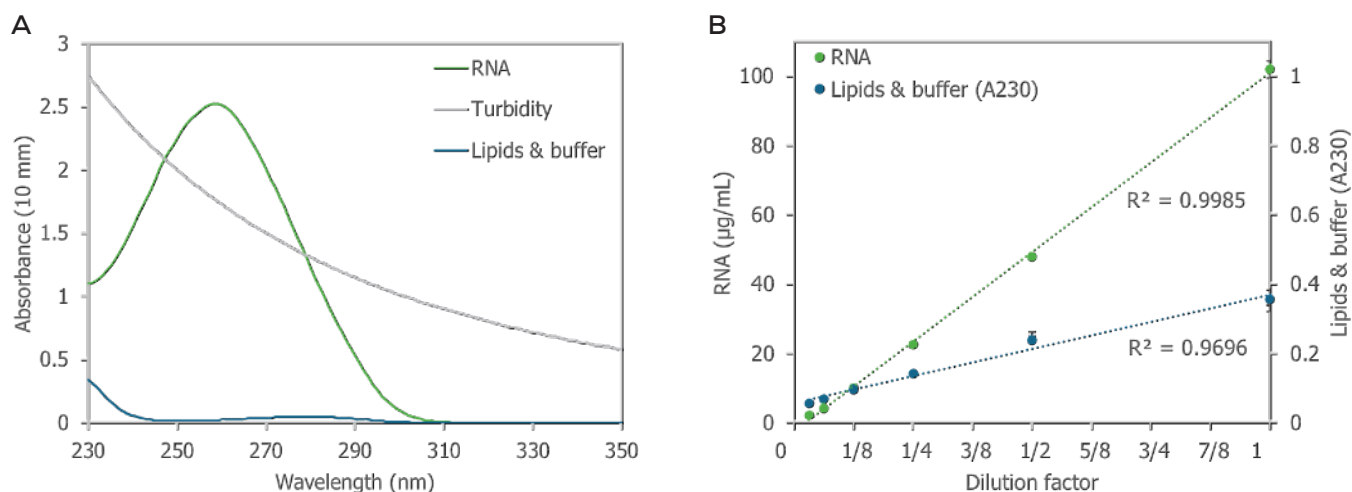 A
Absorbance (10 mm)
3
2.5
2
1.5
1
0.5
0
RNA
Turbidity
Lipids & buffer
230 250 270 290 310 330 350
Wavelength (nm)
B
RNA (µg/mL)
100
80
60
40
20
0
RNA
Lipids & buffer (A230)
R² = 0.9985
R² = 0.9696
1
0.8
0.6
0.4
0.2
0
Lipids & buffer (A230)
0 1/8 1/4 3/8 1/2 5/8 3/4 7/8 1
Dilution factor